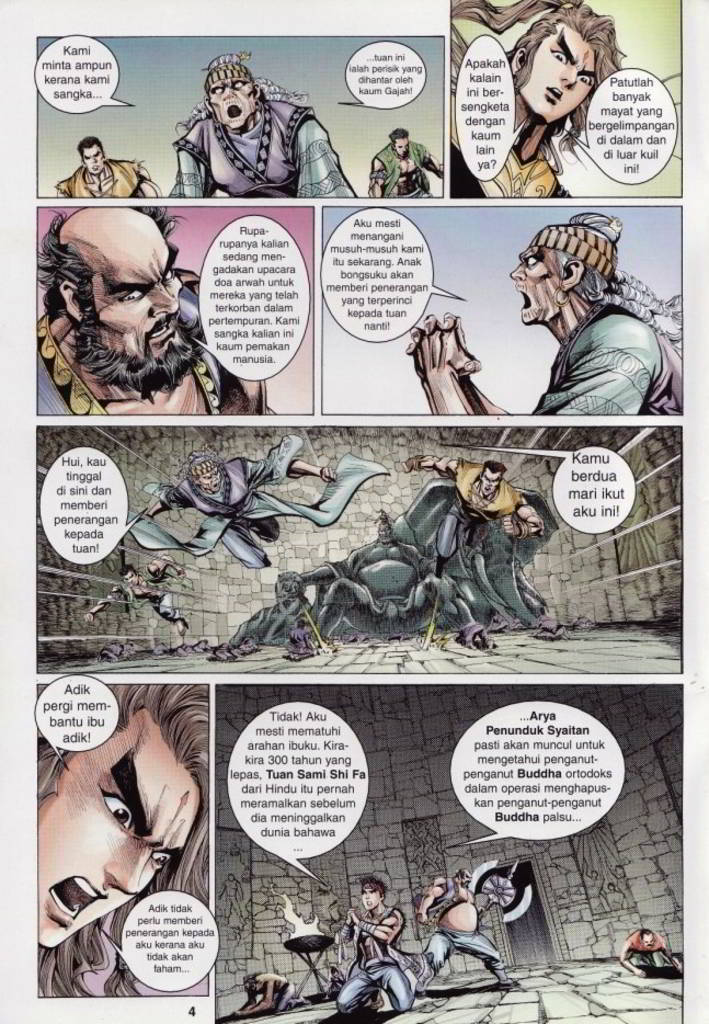 Kami
minta ampun
kerana kami
sangka...
...tuan ini
ialah perisik yang
dihantar oleh
kaum Gajah!
Apakah
kalain
ini ber-
sengketa
dengan
kaum
lain
ya?
Patutlah
banyak
mayat yang
bergelimpangan
di dalam dan
di luar kuil
ini!
Rupa-
rupanya kalian
sedang men-
gadakan upacara
doa arwah untuk
mereka yang telah
terkorban dalam
pertempuran. Kami
sangka kalian ini
kaum pemakan
manusia.
Aku mesti
menangani
musuh-musuh kami
itu sekarang. Anak
bongsuku akan
memberi penerangan
yang terperinci
kepada tuan
nanti!
Hui, kau
tinggal
di sini dan
memberi
penerangan
kepada
tuan!
Kamu
berdua
mari ikut
aku ini!
Adik
pergi mem-
bantu ibu
adik!
Adik tidak
perlu memberi
penerangan kepada
aku kerana aku
tidak akan
faham...
Tidak! Aku
mesti mematuhi
arahan ibuku. Kira-
kira 300 tahun yang
lepas, Tuan Sami Shi Fa
dari Hindu itu pernah
meramalkan sebelum
dia meninggalkan
dunia bahawa
...
...Arya
Penunduk Syaitan
pasti akan muncul untuk
mengetahui penganut-
penganut Buddha ortodoks
dalam operasi menghapus-
kan penganut-penganut
Buddha palsu...
4